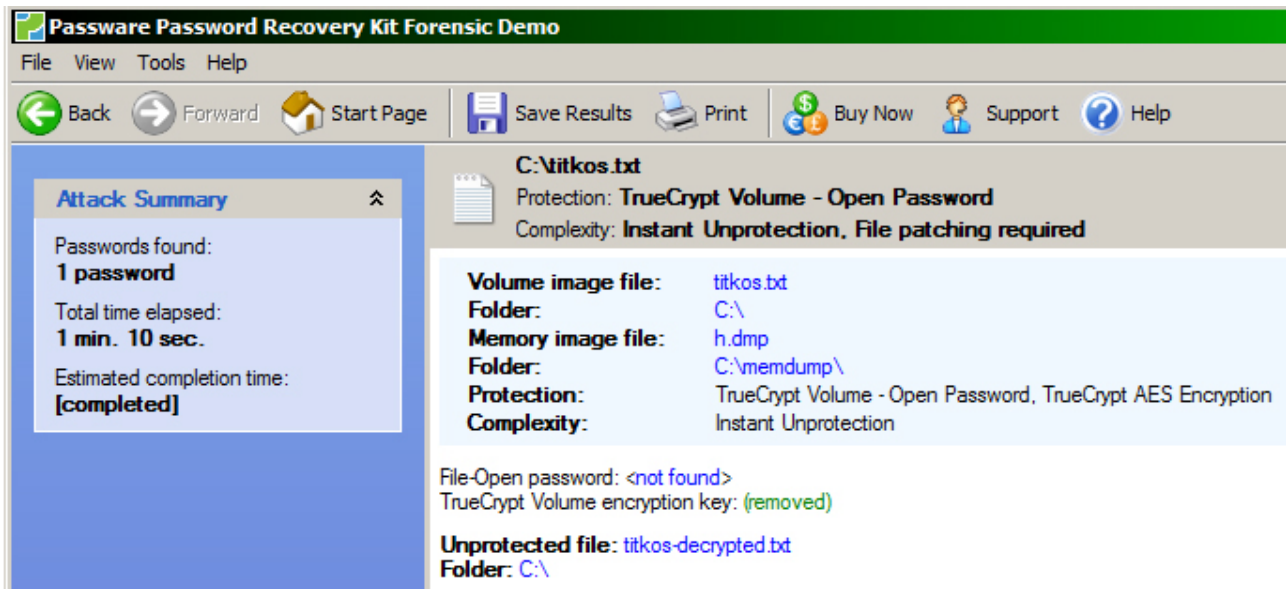 Passware Password Recovery Kit Forensic Demo
File View Tools Help
Back Forward Start Page Save Results Print Buy Now Support Help
Attack Summary
Passwords found:
1 password
Total time elapsed:
1 min. 10 sec.
Estimated completion time:
[completed]
C:\titkos.txt
Protection: TrueCrypt Volume - Open Password
Complexity: Instant Unprotection, File patching required
Volume image file: titkos.txt
Folder: C:\
Memory image file: h.dmp
Folder: C:\memdump\
Protection: TrueCrypt Volume - Open Password, TrueCrypt AES Encryption
Complexity: Instant Unprotection
File-Open password: <not found>
TrueCrypt Volume encryption key: (removed)
Unprotected file: titkos-decrypted.txt
Folder: C:\